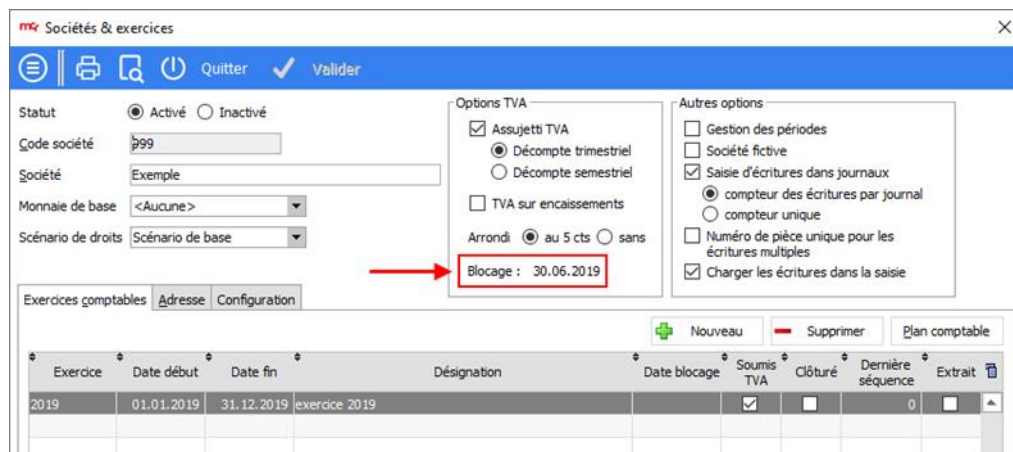 mcr Sociétés & exercices
Quitter Valider
Statut Activé Inactivé
Code société 999
Société Exemple
Monnaie de base <Aucune>
Scénario de droits Scénario de base
Options TVA
Assujetti TVA
Décompte trimestriel
Décompte semestriel
TVA sur encaissements
Arrondi au 5 cts sans
Blocage : 30.06.2019
Autres options
Gestion des périodes
Société fictive
Saisie d'écritures dans journaux
compteur des écritures par journal
compteur unique
Numéro de pièce unique pour les
écritures multiples
Charger les écritures dans la saisie
Exercices comptables Adresse Configuration
Nouveau Supprimer Plan comptable
Exercice Date début Date fin Désignation Date blocage Soumis TVA Clôturé Dernière séquence Extrait
2019 01.01.2019 31.12.2019 exercice 2019 0